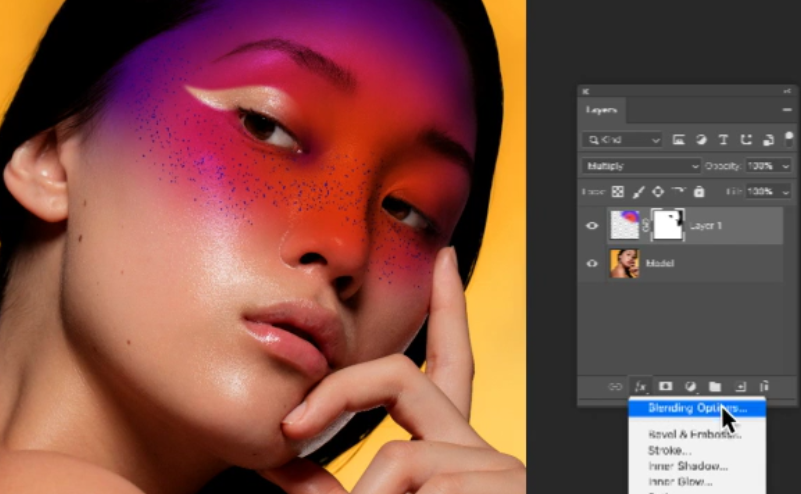 Layers
Kind
Multiply
Opacity: 100%
Fill: 100%
Layer 1
Model
fx
Blending Options...
Bevel & Emboss...
Stroke...
Inner Shadow...
Inner Glow...